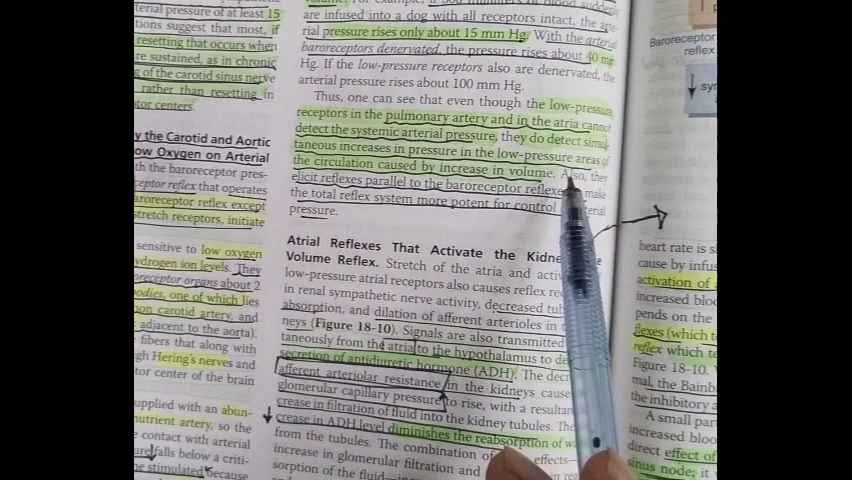 terial pressure of at least 15
tions suggest that most, if
resetting that occurs when
re sustained, as in chronic
g of the carotid sinus nerve
rather than resetting in
tor centers.
y the Carotid and Aortic
ow Oxygen on Arterial
th the baroreceptor pres-
ceptor reflex that operates
aroreceptor reflex except
stretch receptors, initiate
sensitive to low oxygen
ydrogen ion levels. They
oreceptor organs about 2
odies, one of which lies
on carotid artery, and
adjacent to the aorta).
fibers that along with
gh Hering's nerves and
tor center of the brain
upplied with an abun-
nutrient artery, so the
contact with arterial
ure falls below a criti-
e stimulated because
are infused into a dog with all receptors intact, the arte-
rial pressure rises only about 15 mm Hg. With the arterial
baroreceptors denervated, the pressure rises about 40 mm
Hg. If the low-pressure receptors also are denervated, the
arterial pressure rises about 100 mm Hg.
Thus, one can see that even though the low-pressure
receptors in the pulmonary artery and in the atria cannot
detect the systemic arterial pressure, they do detect simul-
taneous increases in pressure in the low-pressure areas of
the circulation caused by increase in volume. Also, they
elicit reflexes parallel to the baroreceptor reflexes make
the total reflex system more potent for control terial
pressure.
Atrial Reflexes That Activate the Kidne
Volume Reflex. Stretch of the atria and activ
low-pressure atrial receptors also causes reflex re
in renal sympathetic nerve activity, decreased tub
absorption, and dilation of afferent arterioles in t
neys (Figure 18-10). Signals are also transmitted
taneously from the atria to the hypothalamus to de
secretion of antidiuretic hormone (ADH). The decr
afferent arteriolar resistance in the kidneys cause
glomerular capillary pressure to rise, with a resultan
crease in filtration of fluid into the kidney tubules. The
crease in ADH level diminishes the reabsorption of wa
from the tubules. The combination of effects—
increase in glomerular filtration and
sorption of the fluid—
Baroreceptor
reflex
heart rate is s
cause by infus
activation of a
increased bloo
pends on the
flexes (which t
reflex which te
Figure 18-10.
mal, the Bainb
the inhibitory a
A small part
increased bloo
direct effect of
sinus node; it